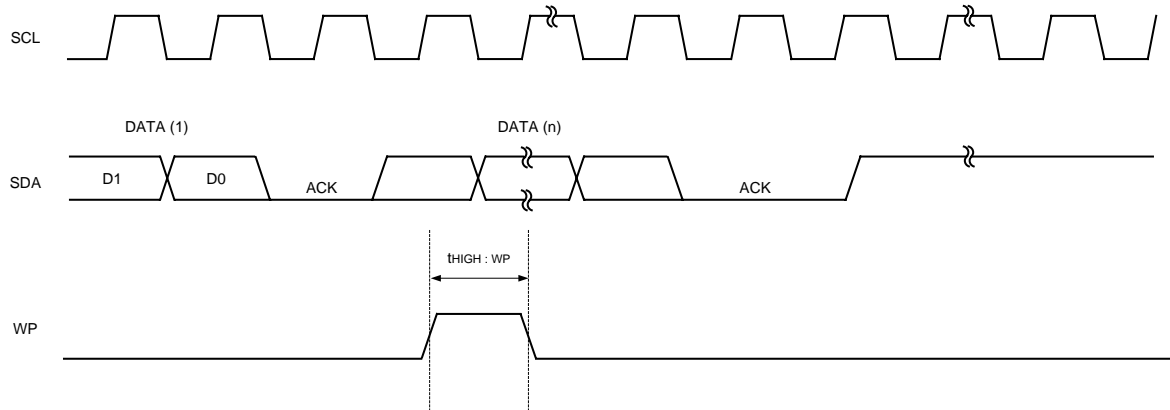 SCL
DATA (1) DATA (n)
SDA D1 D0 ACK ACK
tHIGH : WP
WP